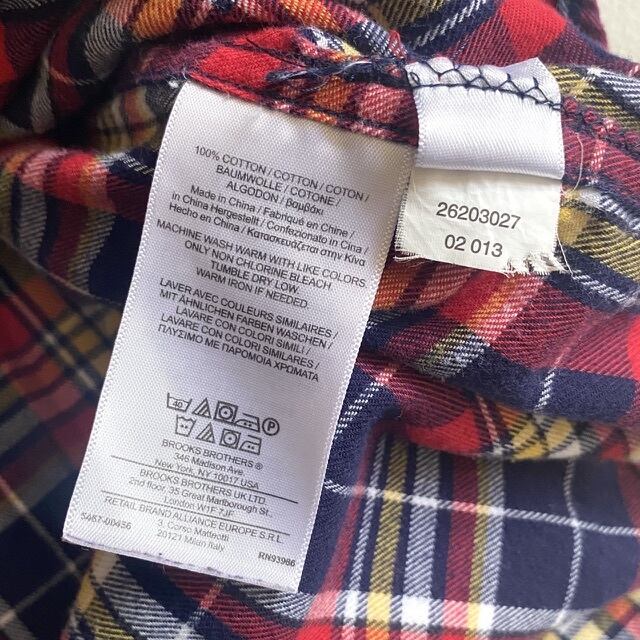 100% COTTON / COTTON / COTON /
BAUMWOLLE / COTONE /
ALGODON / βαμβάκι
Made in China / Fabriqué en Chine /
in China Hergestellt / Confezionato in Cina /
Hecho en China / Κατασκευάζεται στην Κίνα
MACHINE WASH WARM WITH LIKE COLORS.
ONLY NON CHLORINE BLEACH
TUMBLE DRY LOW.
WARM IRON IF NEEDED.
LAVER AVEC COULEURS SIMILAIRES /
MIT ÄHNLICHEN FARBEN WASCHEN /
LAVARE CON COLORI SIMILI /
LAVARE CON COLORI SIMILARES /
ΠΛΥΣΙΜΟ ΜΕ ΠΑΡΟΜΟΙΑ ΧΡΩΜΑΤΑ
40 P
BROOKS BROTHERS ®
346 Madison Ave.
New York, NY 10017 USA
BROOKS BROTHERS UK LTD.
2nd floor, 35 Great Marlborough St.,
London W1F 7JF
RETAIL BRAND ALLIANCE EUROPE S.R.L
3, Corso Matteotti
20121 Milan Italy
RN93966
26203027
02 013